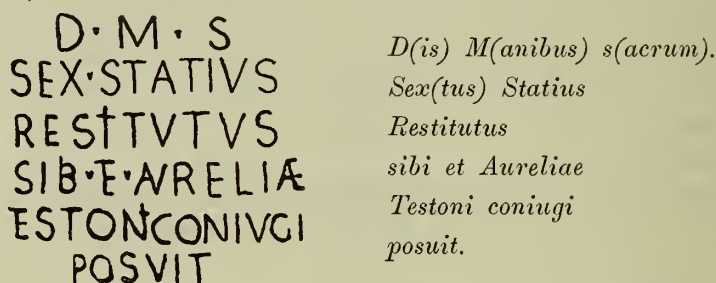 D · M · S
SEX·STATIVS
RESTITVTVS
SIB·E·AVRELIÆ
ESTONICONIVGI
POSVIT
D(is) M(anibus) s(acrum).
Sex(tus) Statius
Restitutus
sibi et Aureliae
Testoni coniugi
posuit.